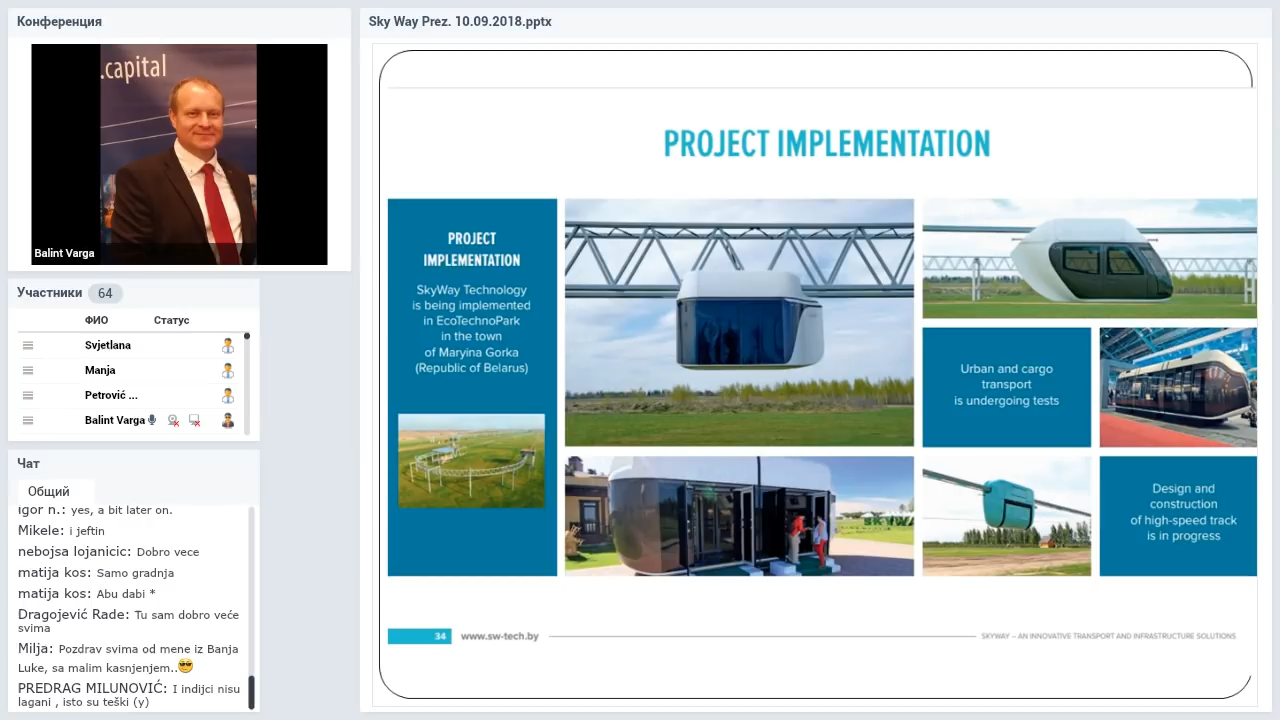 Конференция
.capital
Balint Varga
Участники 64
ФИО Статус
Svjetlana
Manja
Petrović ...
Balint Varga
Чат
Общий
igor n.: yes, a bit later on.
Mikele: i jeftin
nebojsa lojanicic: Dobro vece
matija kos: Samo gradnja
matija kos: Abu dabi *
Dragojević Rade: Tu sam dobro veće
svima
Milja: Pozdrav svima od mene iz Banja
Luke, sa malim kasnjenjem..
PREDRAG MILUNOVIĆ: I indijci nisu
lagani , isto su teški (y)
Sky Way Prez. 10.09.2018.pptx
PROJECT IMPLEMENTATION
PROJECT
IMPLEMENTATION
SkyWay Technology
is being implemented
in EcoTechnoPark
in the town
of Maryina Gorka
(Republic of Belarus)
Urban and cargo
transport
is undergoing tests
Design and
construction
of high-speed track
is in progress
34 www.sw-tech.by
SKYWAY – AN INNOVATIVE TRANSPORT AND INFRASTRUCTURE SOLUTIONS